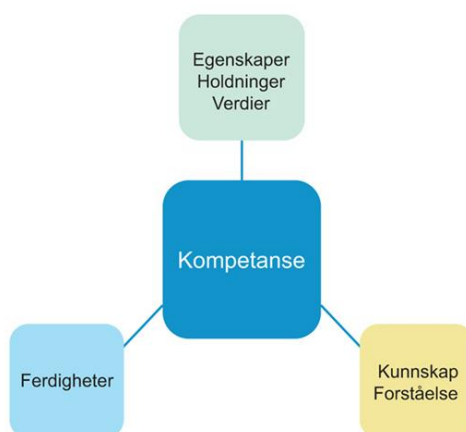 Egenskaper
Holdninger
Verdier
Kompetanse
Ferdigheter
Kunnskap
Forståelse